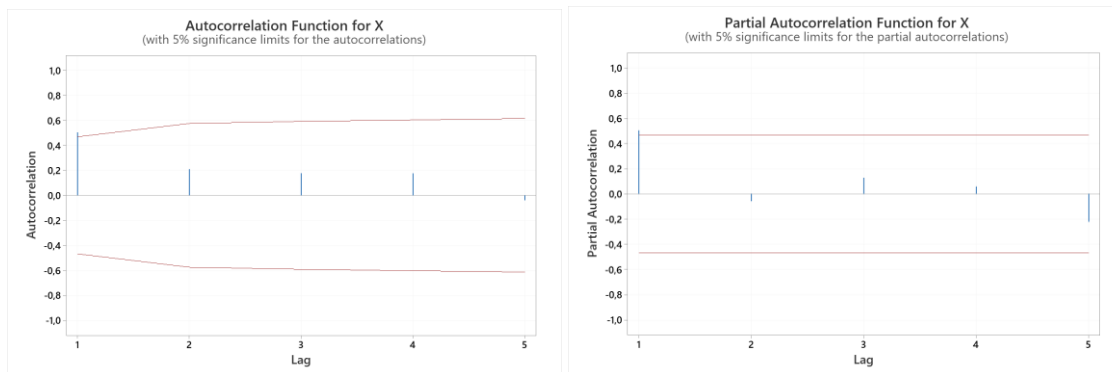 Autocorrelation Function for X
(with 5% significance limits for the autocorrelations)
Autocorrelation
1,0
0,8
0,6
0,4
0,2
0,0
-0,2
-0,4
-0,6
-0,8
-1,0
1 2 3 4 5
Lag
Partial Autocorrelation Function for X
(with 5% significance limits for the partial autocorrelations)
Partial Autocorrelation
1,0
0,8
0,6
0,4
0,2
0,0
-0,2
-0,4
-0,6
-0,8
-1,0
1 2 3 4 5
Lag